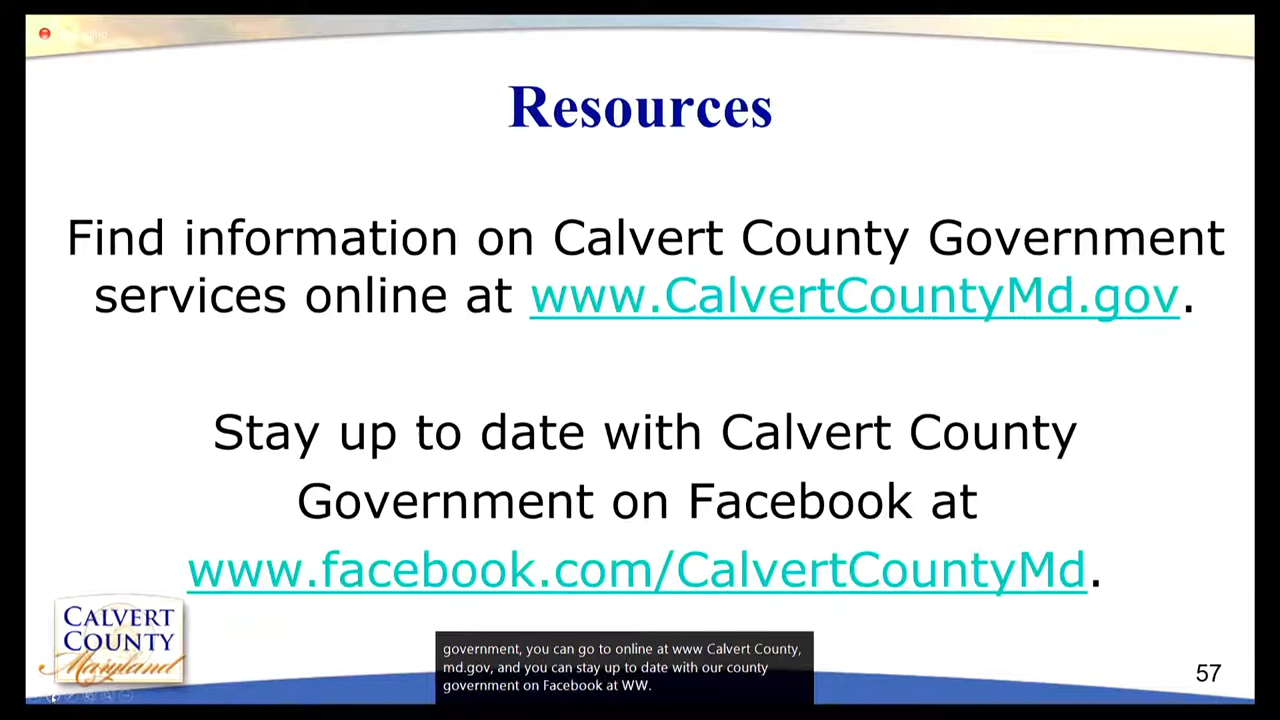 Resources
Find information on Calvert County Government
services online at www.CalvertCountyMd.gov.
Stay up to date with Calvert County
Government on Facebook at
www.facebook.com/CalvertCountyMd.
CALVERT
COUNTY
Maryland
government, you can go to online at www Calvert County,
md.gov, and you can stay up to date with our county
government on Facebook at WW.
57